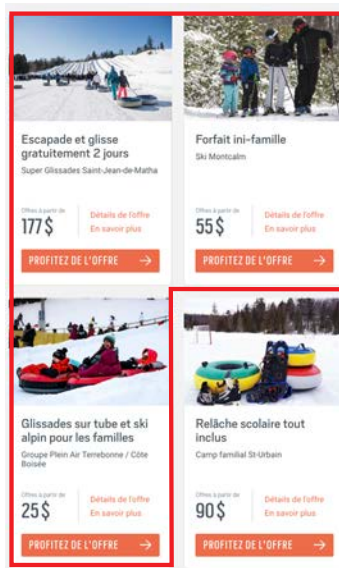 Escapade et glisse
gratuitement 2 jours
Super Glissades Saint-Jean-de-Matha
Offres à partir de
177 $
Détails de l'offre
En savoir plus
PROFITEZ DE L'OFFRE →
Forfait ini-famille
Ski Montcalm
Offres à partir de
55 $
Détails de l'offre
En savoir plus
PROFITEZ DE L'OFFRE →
Glissades sur tube et ski
alpin pour les familles
Groupe Plein Air Terrebonne / Côte
Boisée
Offres à partir de
25 $
Détails de l'offre
En savoir plus
PROFITEZ DE L'OFFRE →
Relâche scolaire tout
inclus
Camp familial St-Urbain
Offres à partir de
90 $
Détails de l'offre
En savoir plus
PROFITEZ DE L'OFFRE →